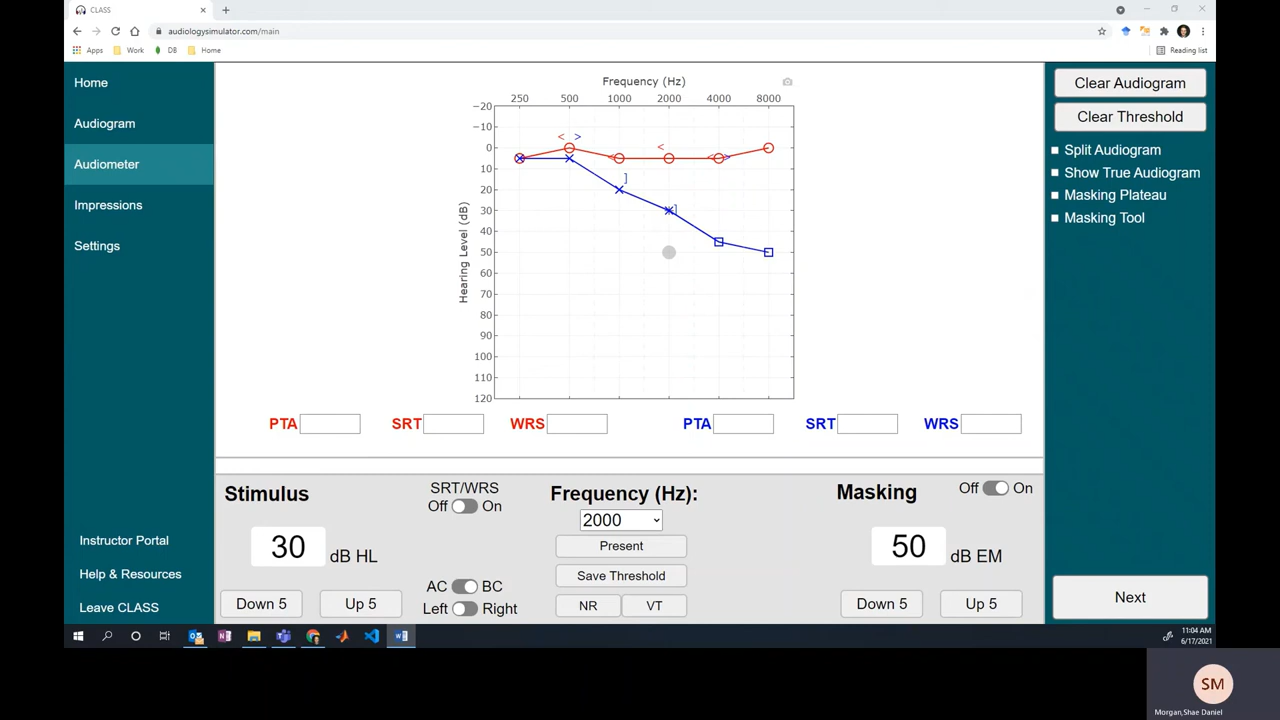 CLASS
audiologysimulator.com/main
Apps Work DB Home Reading list
Home
Audiogram
Audiometer
Impressions
Settings
Instructor Portal
Help & Resources
Leave CLASS
Frequency (Hz)
250 500 1000 2000 4000 8000
Hearing Level (dB)
−20
−10
0
10
20
30
40
50
60
70
80
90
100
110
120
PTA SRT WRS PTA SRT WRS
Stimulus
30 dB HL
Down 5 Up 5
SRT/WRS
Off On
AC BC
Left Right
Frequency (Hz):
2000
Present
Save Threshold
NR VT
Masking
Off On
50 dB EM
Down 5 Up 5
Clear Audiogram
Clear Threshold
Split Audiogram
Show True Audiogram
Masking Plateau
Masking Tool
Next
11:04 AM
6/17/2021
SM
Morgan,Shae Daniel